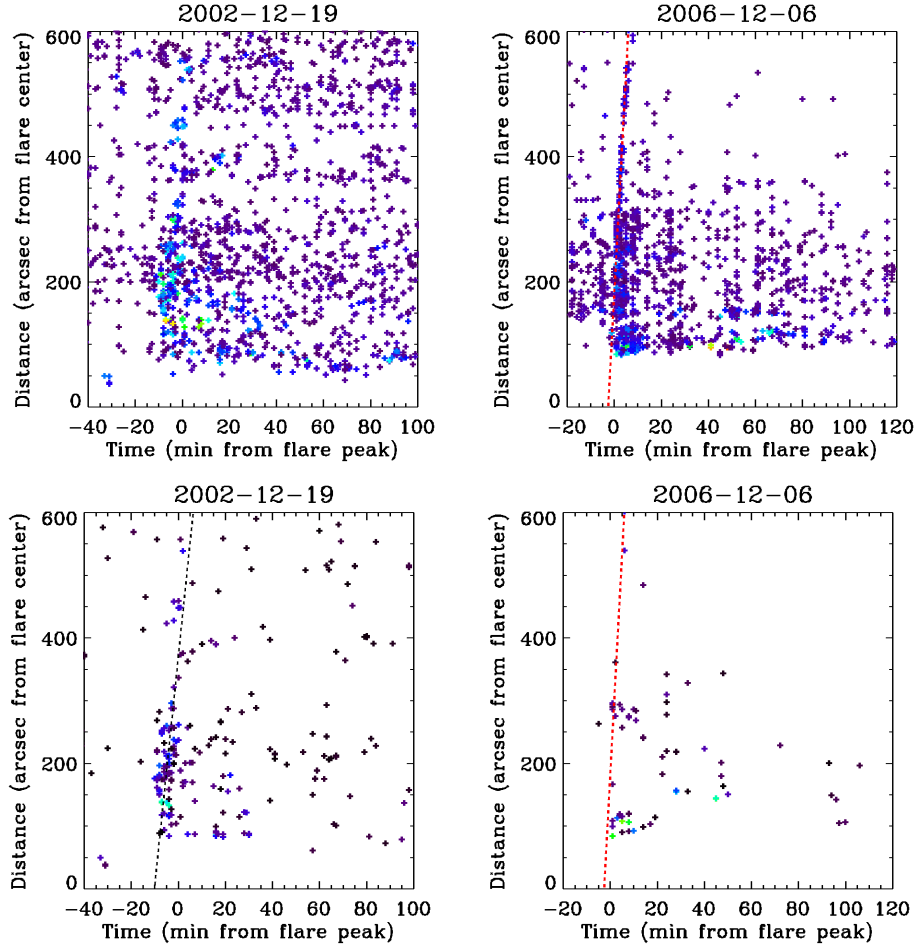 2002-12-19
600
400
200
0
Distance (arcsec from flare center)
-40 -20 0 20 40 60 80 100
Time (min from flare peak)
2006-12-06
600
400
200
0
Distance (arcsec from flare center)
-20 0 20 40 60 80 100 120
Time (min from flare peak)
2002-12-19
600
400
200
0
Distance (arcsec from flare center)
-40 -20 0 20 40 60 80 100
Time (min from flare peak)
2006-12-06
600
400
200
0
Distance (arcsec from flare center)
-20 0 20 40 60 80 100 120
Time (min from flare peak)